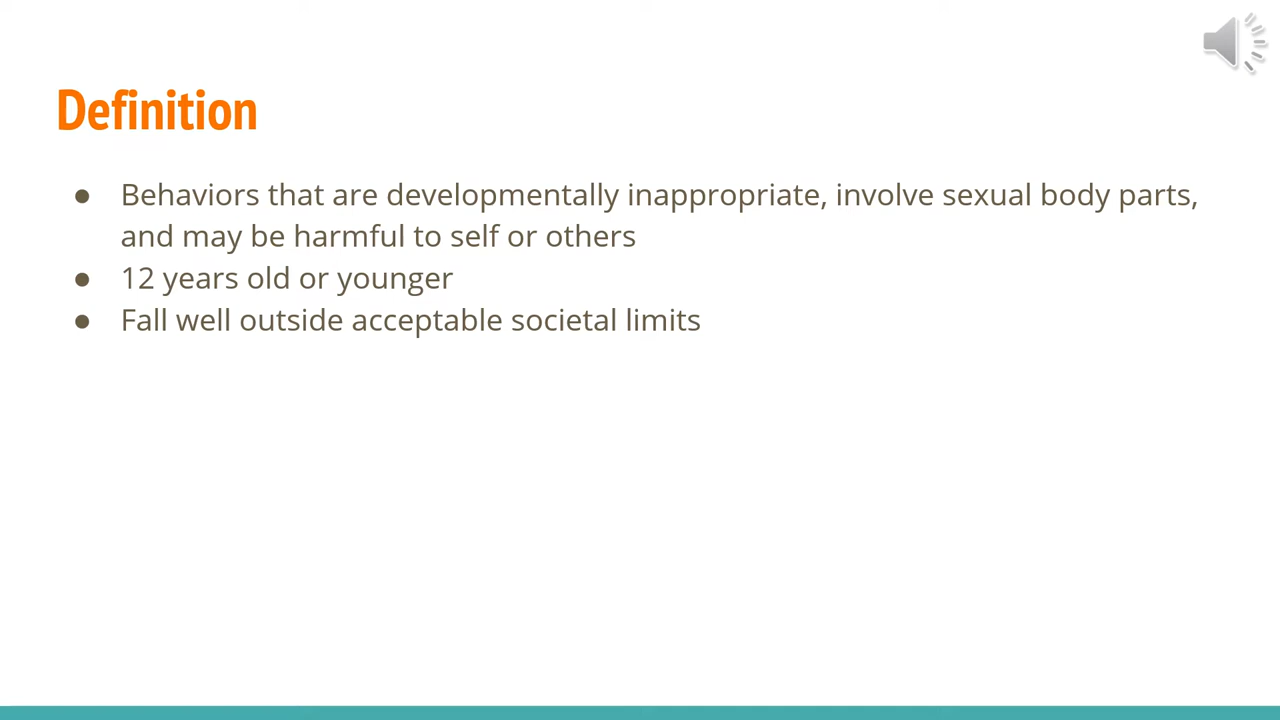 Definition
● Behaviors that are developmentally inappropriate, involve sexual body parts,
and may be harmful to self or others
● 12 years old or younger
● Fall well outside acceptable societal limits